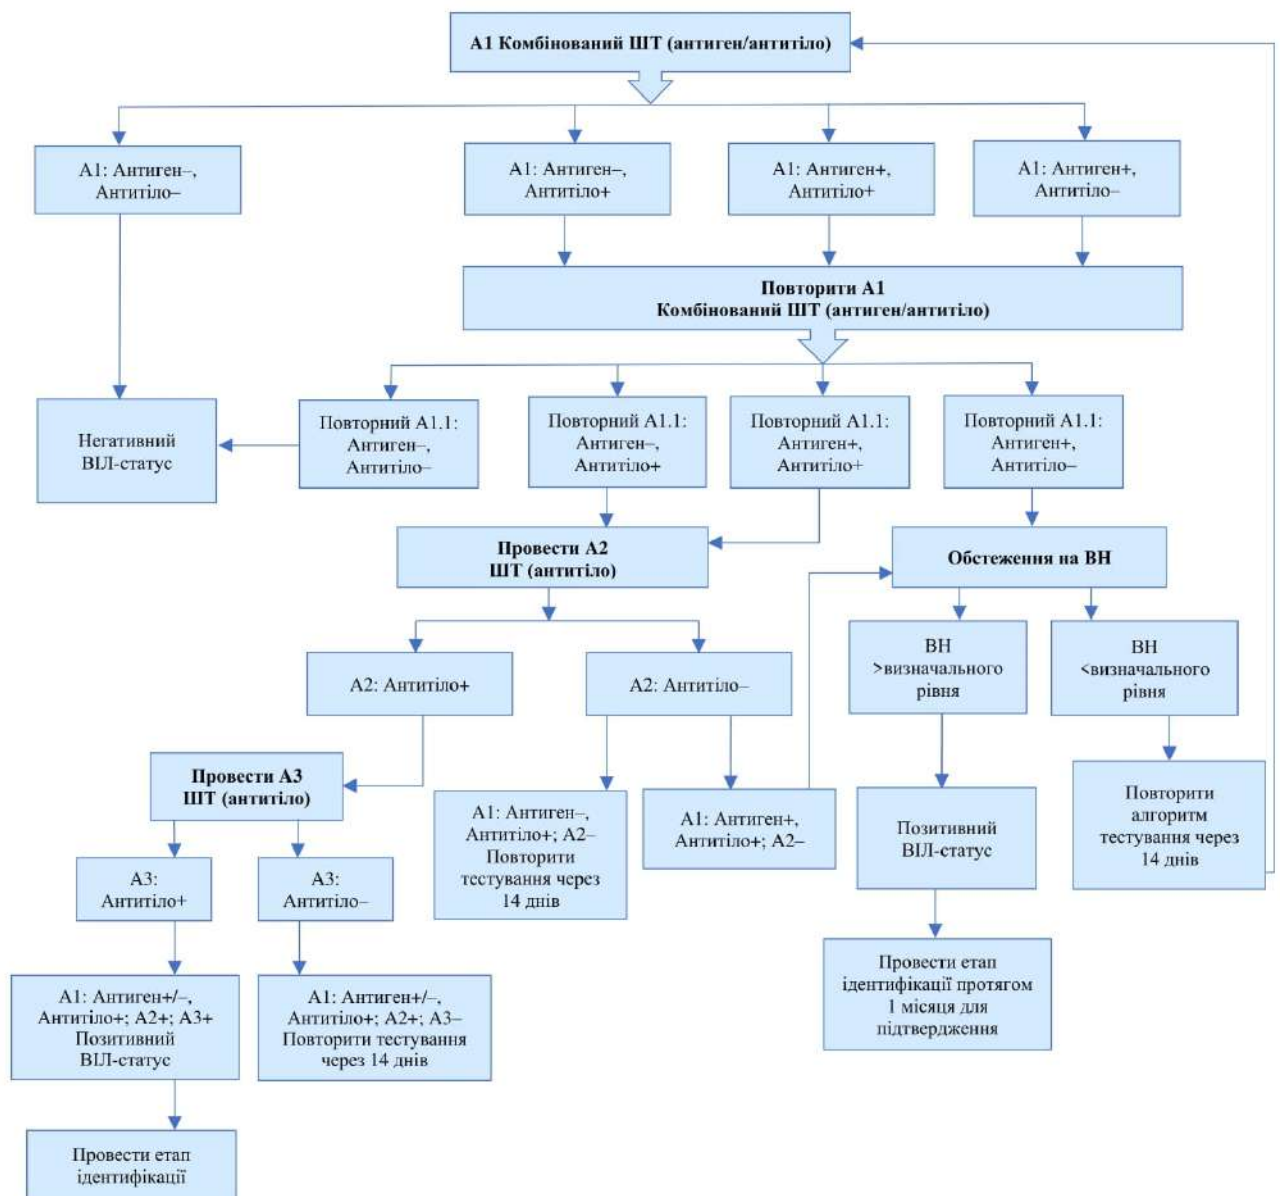 А1 Комбінований ШТ (антиген/антитіло)
А1: Антиген–,
Антитіло–
А1: Антиген–,
Антитіло+
А1: Антиген+,
Антитіло+
А1: Антиген+,
Антитіло–
Повторити А1
Комбінований ШТ (антиген/антитіло)
Негативний
ВІЛ-статус
Повторний А1.1:
Антиген–,
Антитіло–
Повторний А1.1:
Антиген–,
Антитіло+
Повторний А1.1:
Антиген+,
Антитіло+
Повторний А1.1:
Антиген+,
Антитіло–
Провести А2
ШТ (антитіло)
Обстеження на ВН
А2: Антитіло+
А2: Антитіло–
ВН
>визначального
рівня
ВН
<визначального
рівня
Провести А3
ШТ (антитіло)
А1: Антиген–,
Антитіло+; А2–
Повторити
тестування через
14 днів
А1: Антиген+,
Антитіло+; А2–
Позитивний
ВІЛ-статус
Повторити
алгоритм
тестування через
14 днів
А3:
Антитіло+
А3:
Антитіло–
А1: Антиген+/–,
Антитіло+; А2+; А3+
Позитивний
ВІЛ-статус
А1: Антиген+/–,
Антитіло+; А2+; А3–
Повторити тестування
через 14 днів
Провести етап
ідентифікації протягом
1 місяця для
підтвердження
Провести етап
ідентифікації